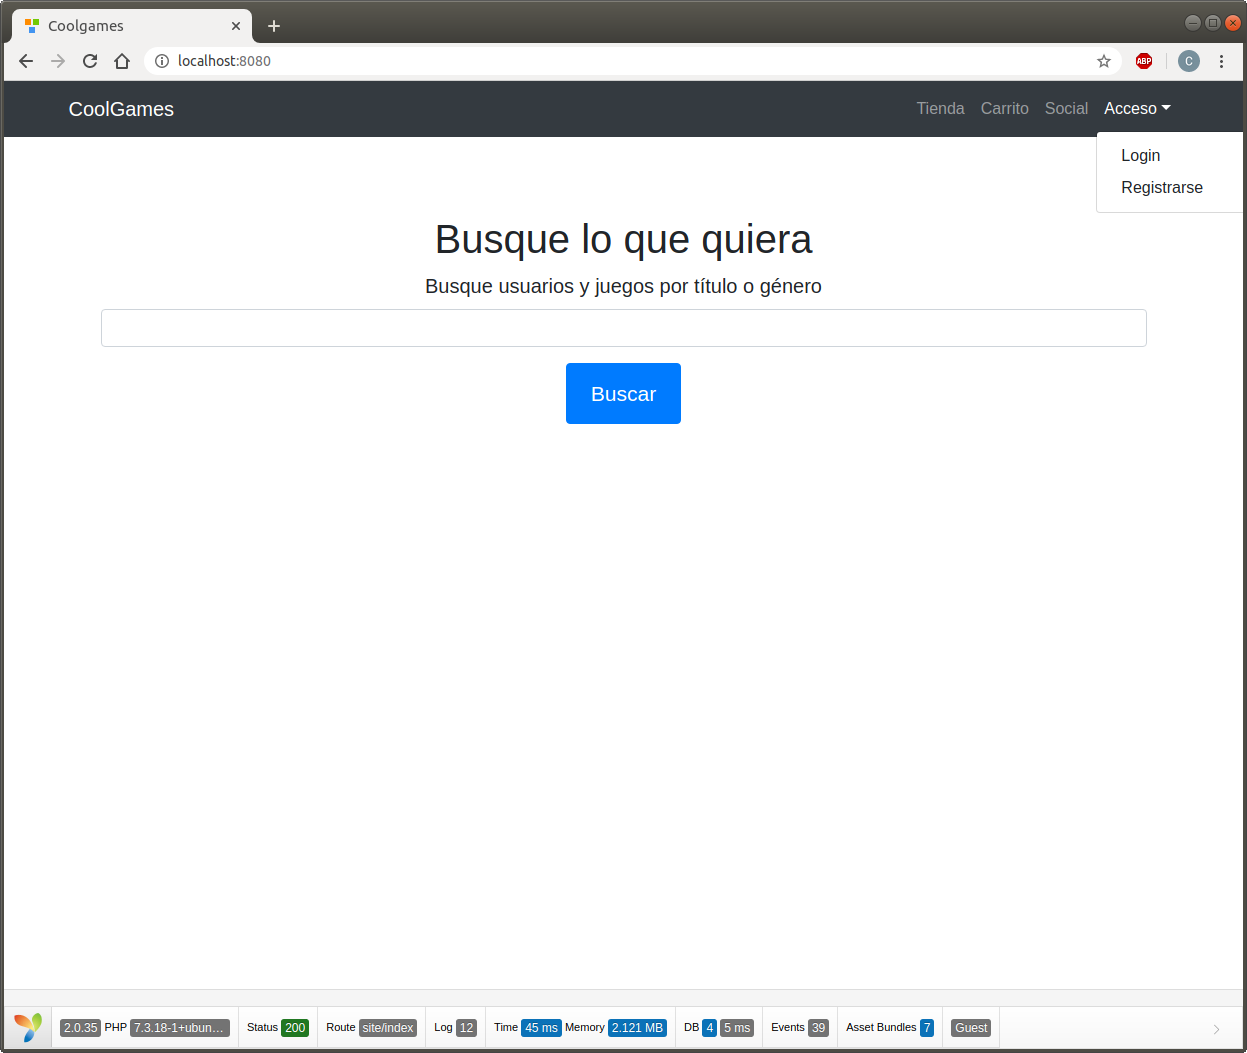 Coolgames
localhost:8080
ABP
C
CoolGames
Tienda Carrito Social Acceso
Login
Registrarse
Busque lo que quiera
Busque usuarios y juegos por título o género
Buscar
2.0.35 PHP 7.3.18-1+ubun... Status 200 Route site/index Log 12 Time 45 ms Memory 2.121 MB DB 4 5 ms Events 39 Asset Bundles 7 Guest